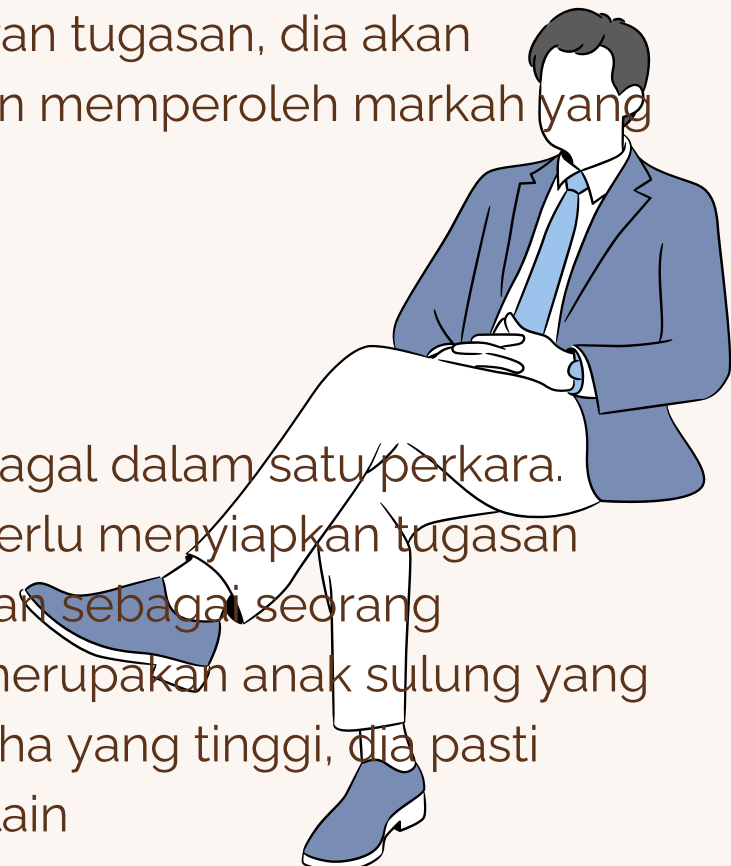 an tugasan, dia akan
n memperoleh markah yang
agal dalam satu perkara.
erlu menyiapkan tugasan
an sebagai seorang
erupakan anak sulung yang
ha yang tinggi, dia pasti
ain